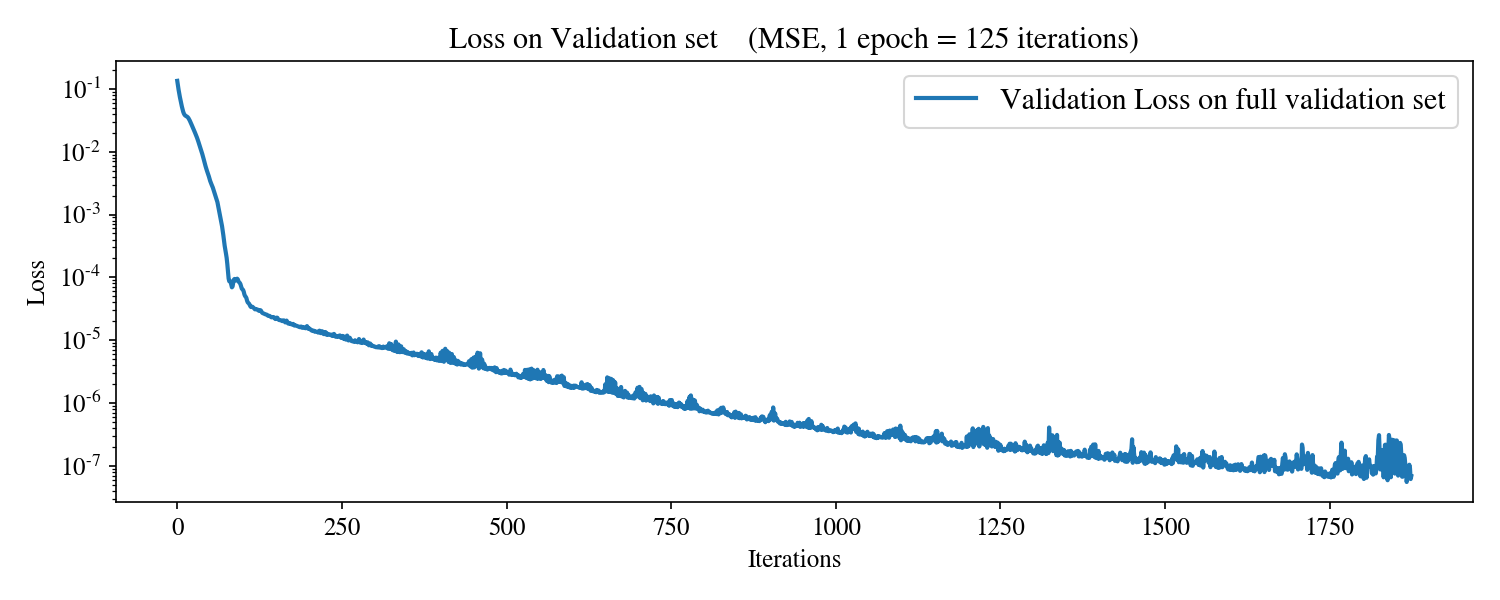 Loss on Validation set (MSE, 1 epoch = 125 iterations)
Validation Loss on full validation set
10⁻¹
10⁻²
10⁻³
10⁻⁴
10⁻⁵
10⁻⁶
10⁻⁷
Loss
0 250 500 750 1000 1250 1500 1750
Iterations